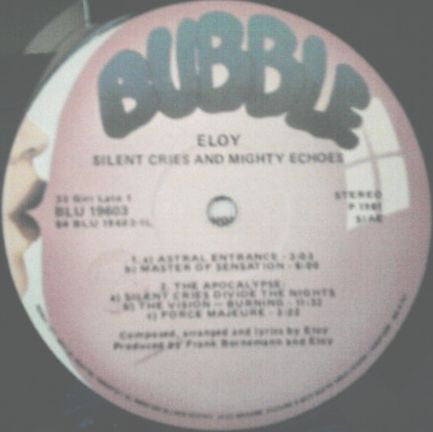 BUBBLE
ELOY
SILENT CRIES AND MIGHTY ECHOES
33 Giri Lato 1
BLU 19603
STEREO
P 1981
SIAE
1. a) ASTRAL ENTRANCE - 3:03
b) MASTER OF SENSATION - 6:00
2. THE APOCALYPSE
a) SILENT CRIES DIVIDE THE NIGHTS
b) THE VISION - BURNING - 11:32
c) FORCE MAJEURE - 3:22
Composed, arranged and lyrics by Eloy
Produced by Frank Bornemann and Eloy